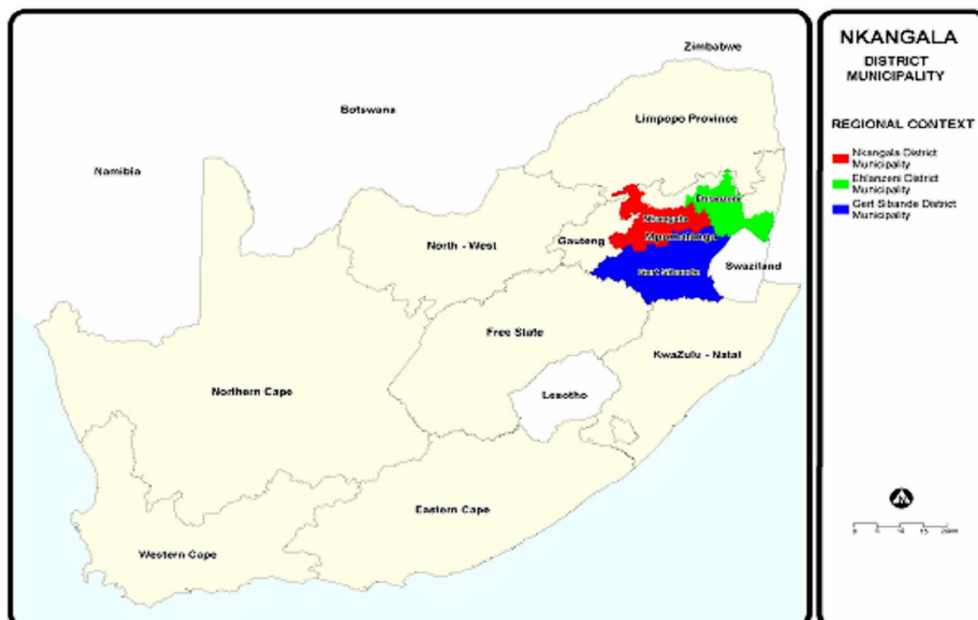 Zimbabwe
Botswana
Limpopo Province
Namibia
Ehlanzeni
Nkangala
North - West
Gauteng
Mpumalanga
Swaziland
Gert Sibande
Free State
KwaZulu - Natal
Northern Cape
Lesotho
Eastern Cape
Western Cape
NKANGALA
DISTRICT
MUNICIPALITY
REGIONAL CONTEXT
Nkangala District
Municipality
Ehlanzeni District
Municipality
Gert Sibande District
Municipality
N